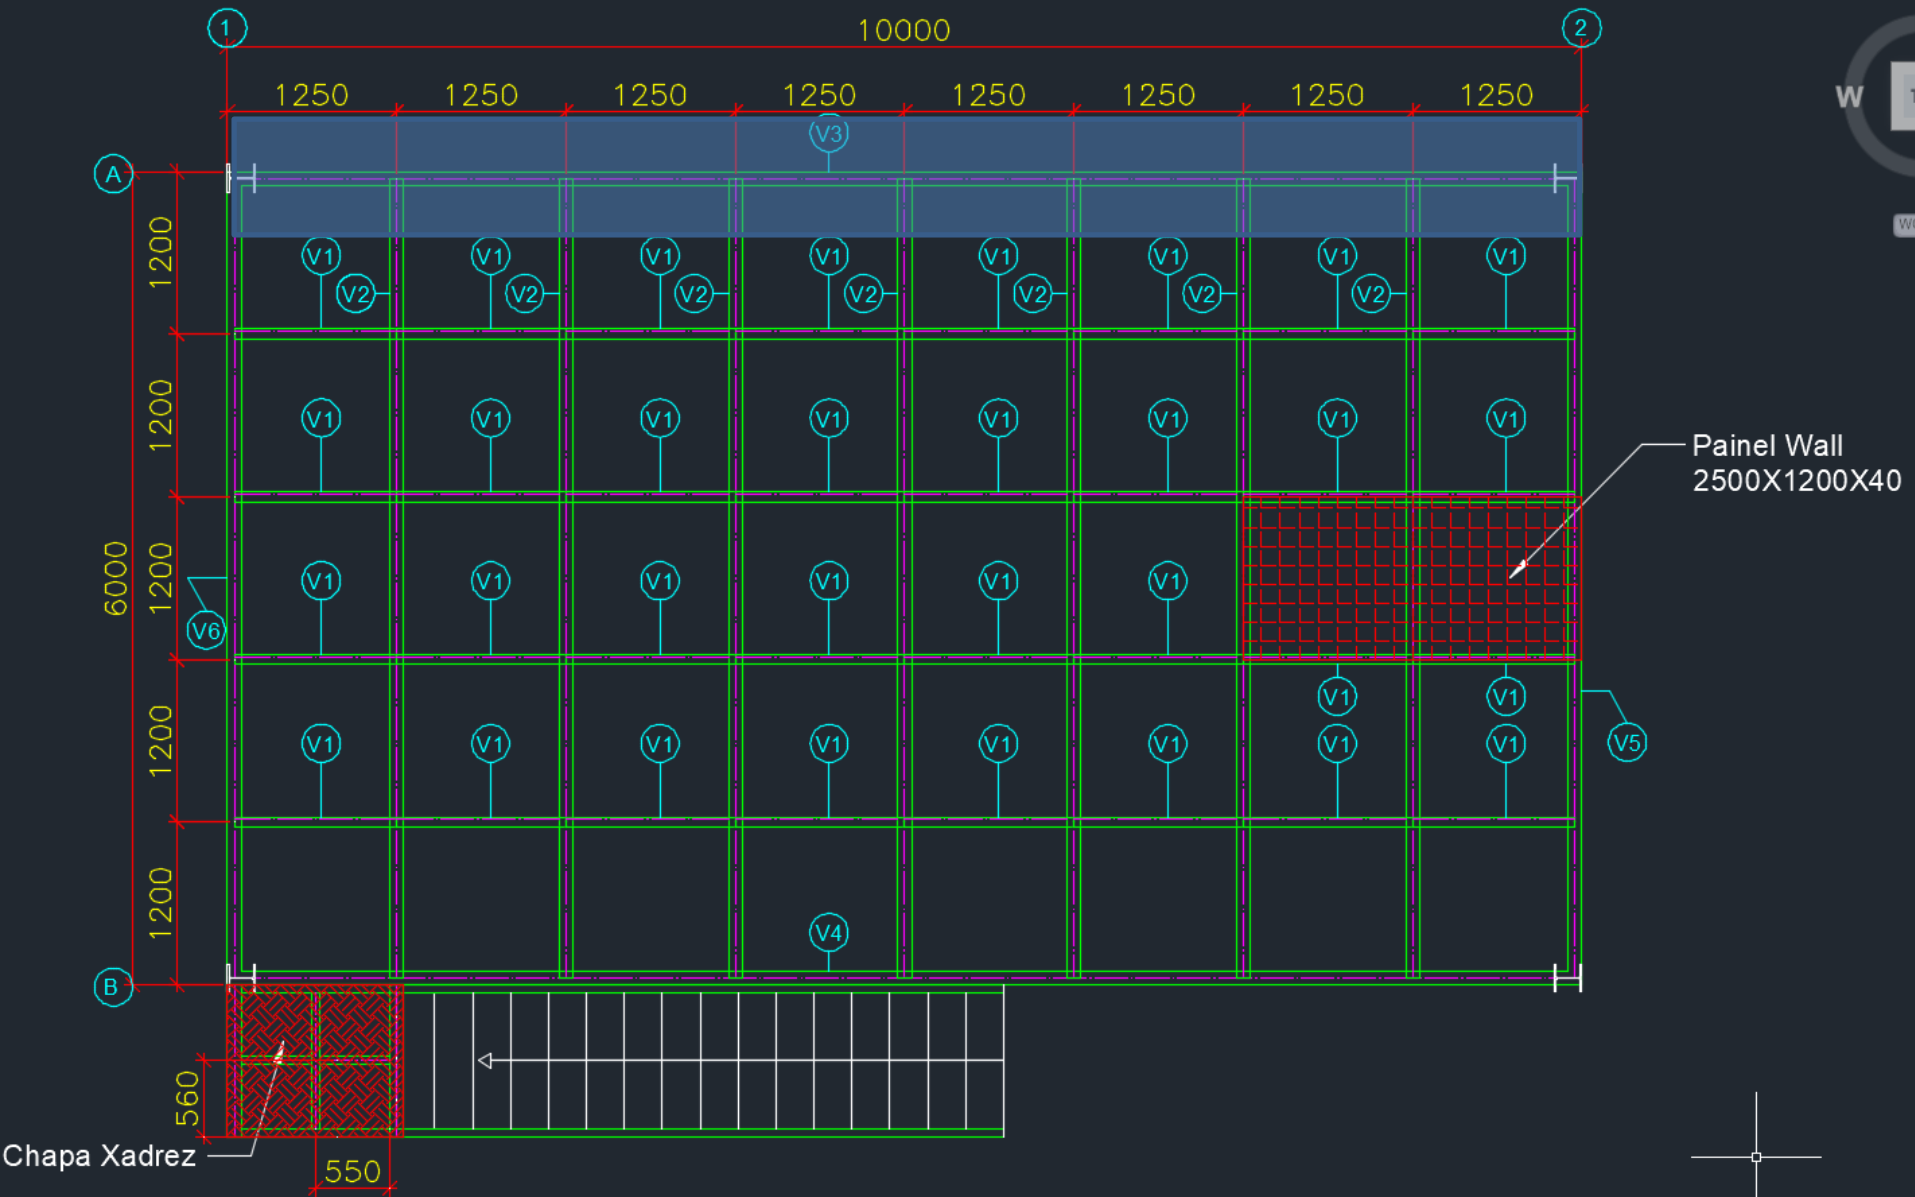 1
10000
2
1250 1250 1250 1250 1250 1250 1250 1250
W
V3
A
1200
V1 V1 V1 V1 V1 V1 V1 V1
V2 V2 V2 V2 V2 V2 V2
1200
V1 V1 V1 V1 V1 V1 V1 V1
Painel Wall
2500X1200X40
6000
1200
V1 V1 V1 V1 V1 V1
V6
V1 V1
1200
V1 V1 V1 V1 V1 V1 V1 V1
V5
1200
V4
B
560
Chapa Xadrez
550